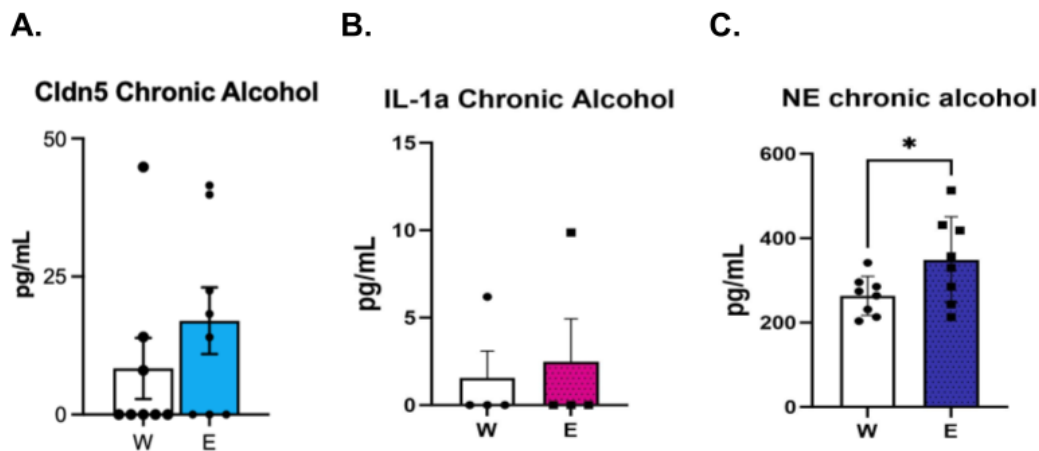 A.
B.
C.
Cldn5 Chronic Alcohol
50
25
0
pg/mL
W
E
IL-1a Chronic Alcohol
15
10
5
0
pg/mL
W
E
NE chronic alcohol
600
400
200
0
pg/mL
*
W
E